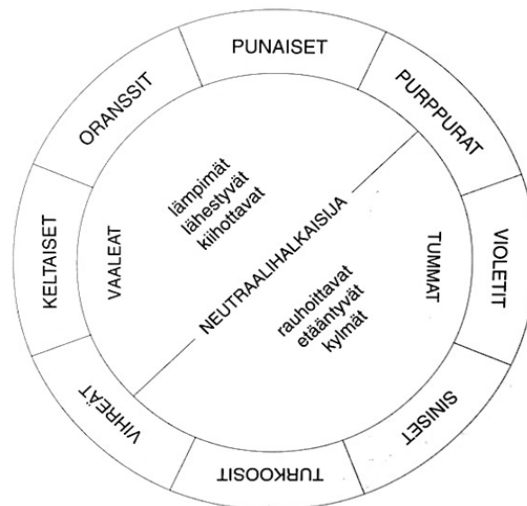 PUNAISET
PURPPURAT
VIOLETIT
SINISET
TURKOOSIT
VIHREÄT
KELTAISET
ORANSSIT
VAALEAT
lämpimät
lähestyvät
kiihottavat
NEUTRAALIHALKAISIJA
rauhoittavat
etääntyvät
kylmät
TUMMAT